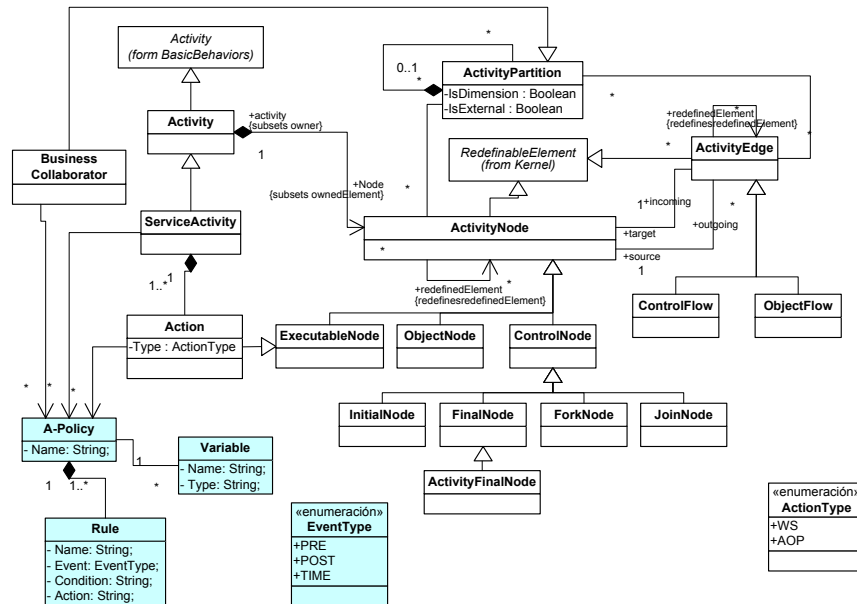 Activity
(form BasicBehaviors)
*
0..1
*
ActivityPartition
-IsDimension : Boolean
-IsExternal : Boolean
*
+redefinedElement
*
{redefinesredefinedElement}
*
ActivityEdge
Activity
+activity
{subsets owner}
1
RedefinableElement
(from Kernel)
*
Business
Collaborator
+Node
{subsets ownedElement}
*
1
+incoming
*
ServiceActivity
ActivityNode
*
+target
+outgoing
+source
1
1
1..*
+redefinedElement
*
{redefinesredefinedElement}
ControlFlow
ObjectFlow
Action
-Type : ActionType
ExecutableNode
ObjectNode
ControlNode
*
*
InitialNode
FinalNode
ForkNode
JoinNode
A-Policy
- Name: String;
1
*
Variable
- Name: String;
- Type: String;
1
1..*
ActivityFinalNode
Rule
- Name: String;
- Event: EventType;
- Condition: String;
- Action: String;
«enumeración»
EventType
+PRE
+POST
+TIME
«enumeración»
ActionType
+WS
+AOP